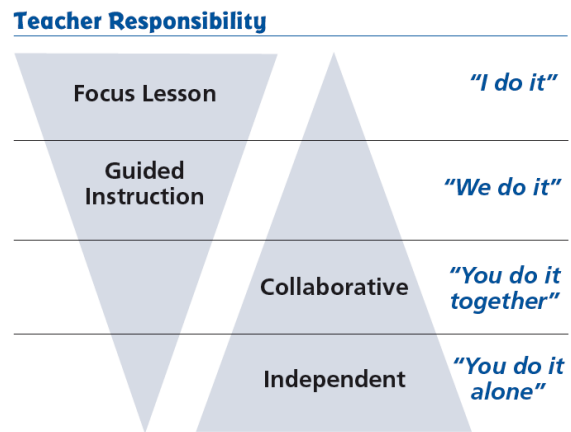 Teacher Responsibility
Focus Lesson
“I do it”
Guided
Instruction
“We do it”
Collaborative
“You do it
together”
Independent
“You do it
alone”